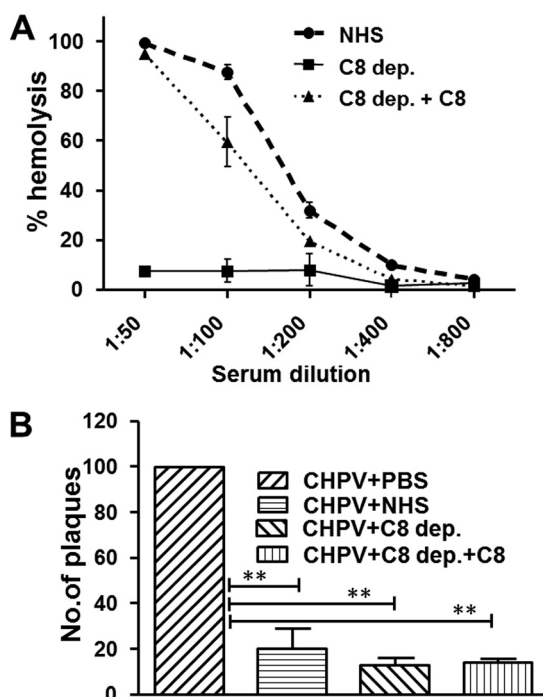 A
NHS
C8 dep.
C8 dep. + C8
% hemolysis
100
80
60
40
20
0
1:50
1:100
1:200
1:400
1:800
Serum dilution
B
No.of plaques
120
100
80
60
40
20
0
CHPV+PBS
CHPV+NHS
CHPV+C8 dep.
CHPV+C8 dep.+C8
**
**
**